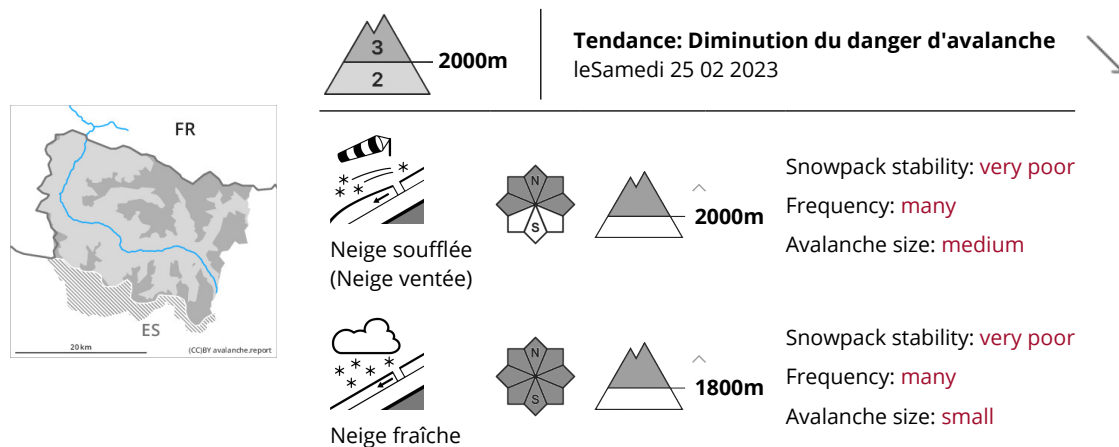 3
2
2000m
Tendance: Diminution du danger d'avalanche
leSamedi 25 02 2023
FR
ES
20 km
(CC)BY avalanche.report
N
S
2000m
Snowpack stability: very poor
Frequency: many
Avalanche size: medium
Neige soufflée
(Neige ventée)
N
S
1800m
Snowpack stability: very poor
Frequency: many
Avalanche size: small
Neige fraîche